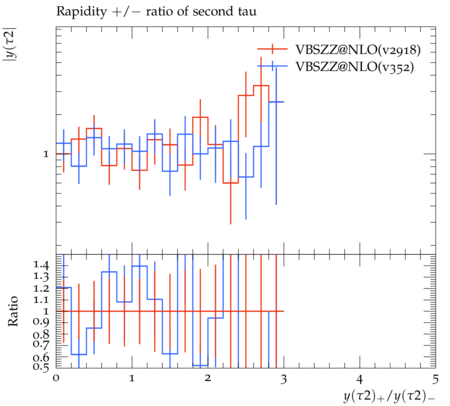 Rapidity +/− ratio of second tau
|y(τ2|
VBSZZ@NLO(v2918)
VBSZZ@NLO(v352)
1
1.4
1.3
1.2
1.1
1
0.9
0.8
0.7
0.6
0.5
Ratio
0 1 2 3 4 5
y(τ2)+/y(τ2)−